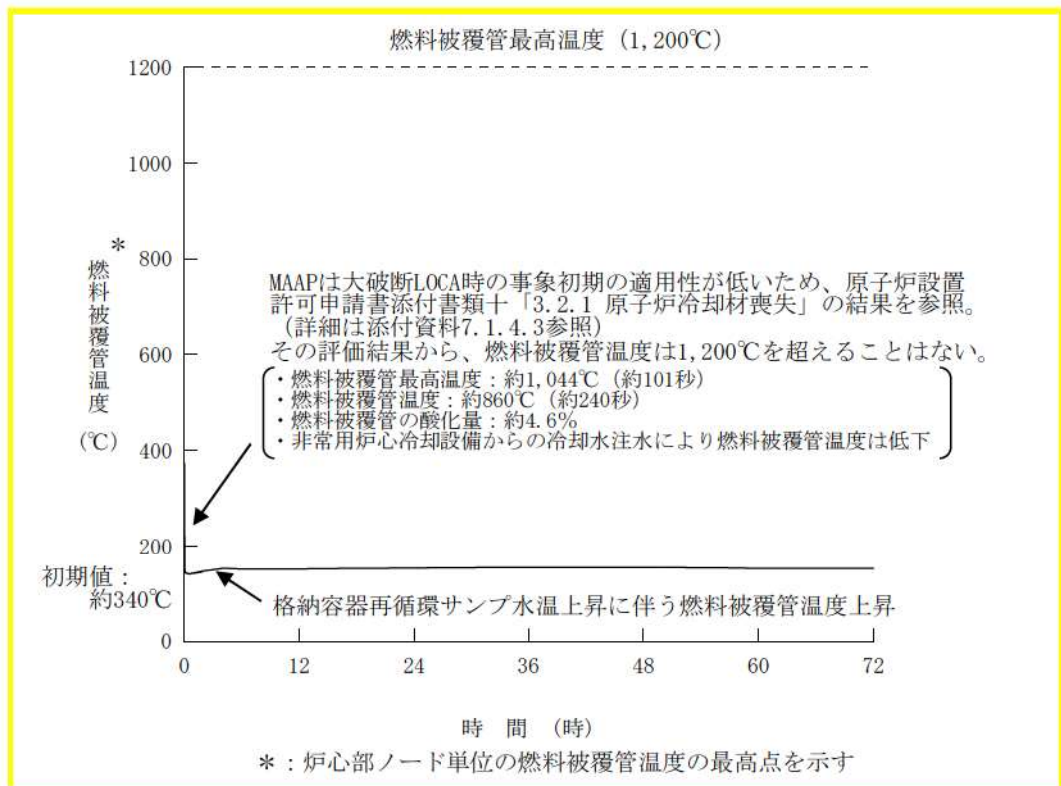 燃料被覆管最高温度 (1,200℃)
1200
1000
800
600
400
200
0
*
燃料被覆管温度
(℃)
MAAPは大破断LOCA時の事象初期の適用性が低いため、原子炉設置
許可申請書添付書類十「3.2.1 原子炉冷却材喪失」の結果を参照。
(詳細は添付資料7.1.4.3参照)
その評価結果から、燃料被覆管温度は1,200℃を超えることはない。
・燃料被覆管最高温度：約1,044℃ (約101秒)
・燃料被覆管温度：約860℃ (約240秒)
・燃料被覆管の酸化量：約4.6%
・非常用炉心冷却設備からの冷却水注水により燃料被覆管温度は低下
初期値：
約340℃
格納容器再循環サンプ水温上昇に伴う燃料被覆管温度上昇
0 12 24 36 48 60 72
時 間 (時)
*：炉心部ノード単位の燃料被覆管温度の最高点を示す